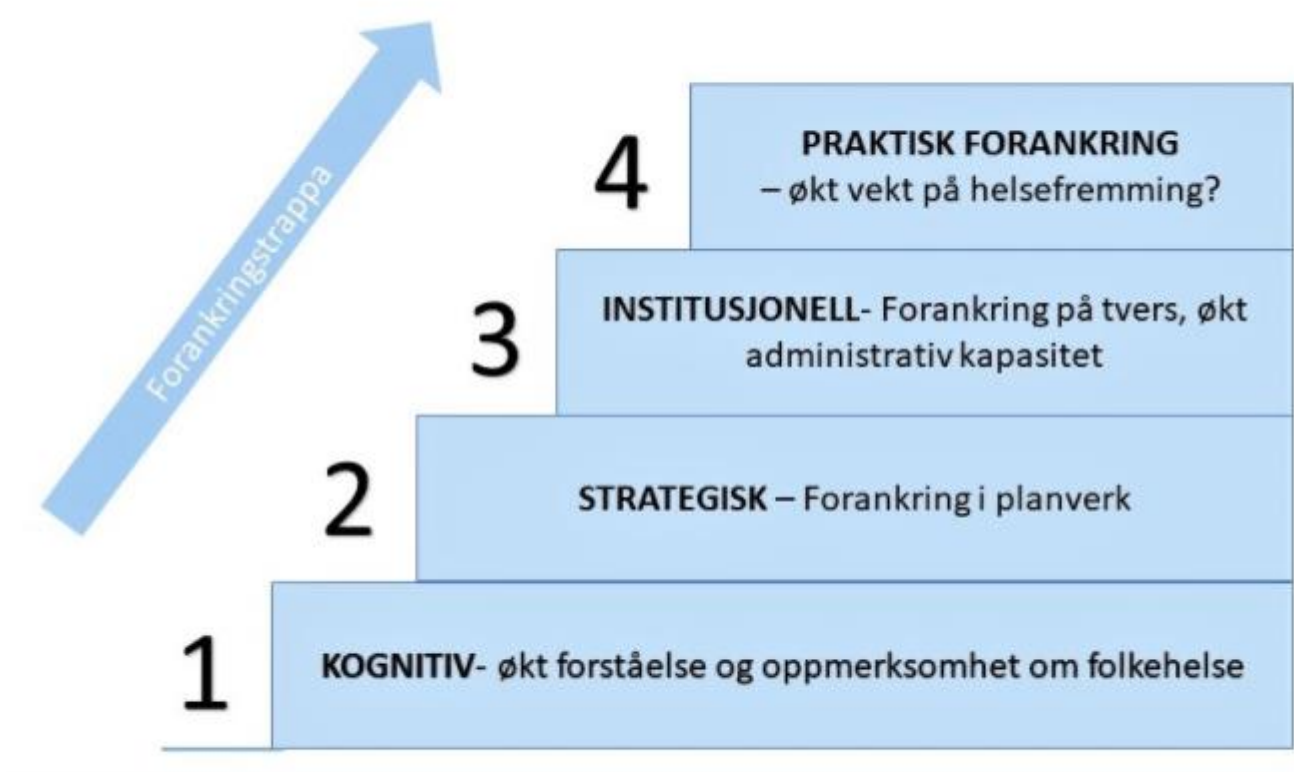 Forankringstrappa
4
PRAKTISK FORANKRING
– økt vekt på helsefremming?
3
INSTITUSJONELL- Forankring på tvers, økt
administrativ kapasitet
2
STRATEGISK – Forankring i planverk
1
KOGNITIV- økt forståelse og oppmerksomhet om folkehelse